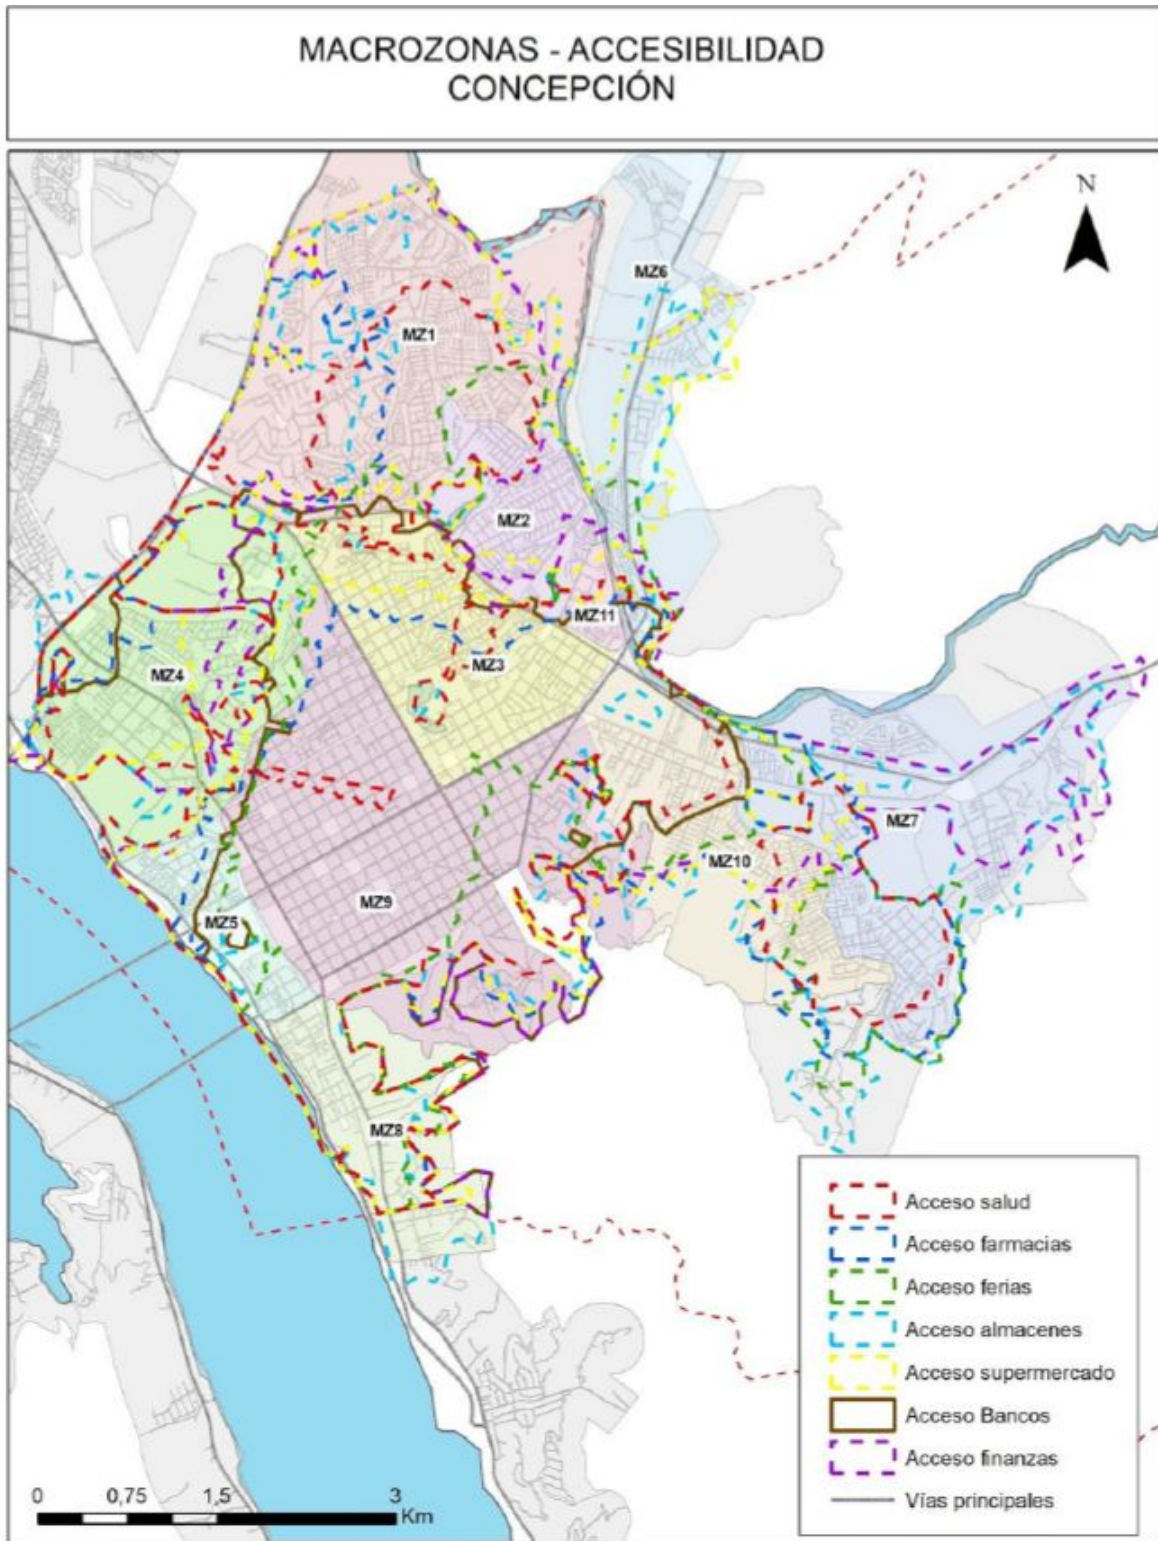 MACROZONAS - ACCESIBILIDAD
CONCEPCIÓN
N
MZ6
MZ1
MZ2
MZ11
MZ3
MZ4
MZ7
MZ10
MZ9
MZ5
MZ8
Acceso salud
Acceso farmacias
Acceso ferias
Acceso almacenes
Acceso supermercado
Acceso Bancos
Acceso finanzas
Vías principales
0 0,75 1,5 3
Km